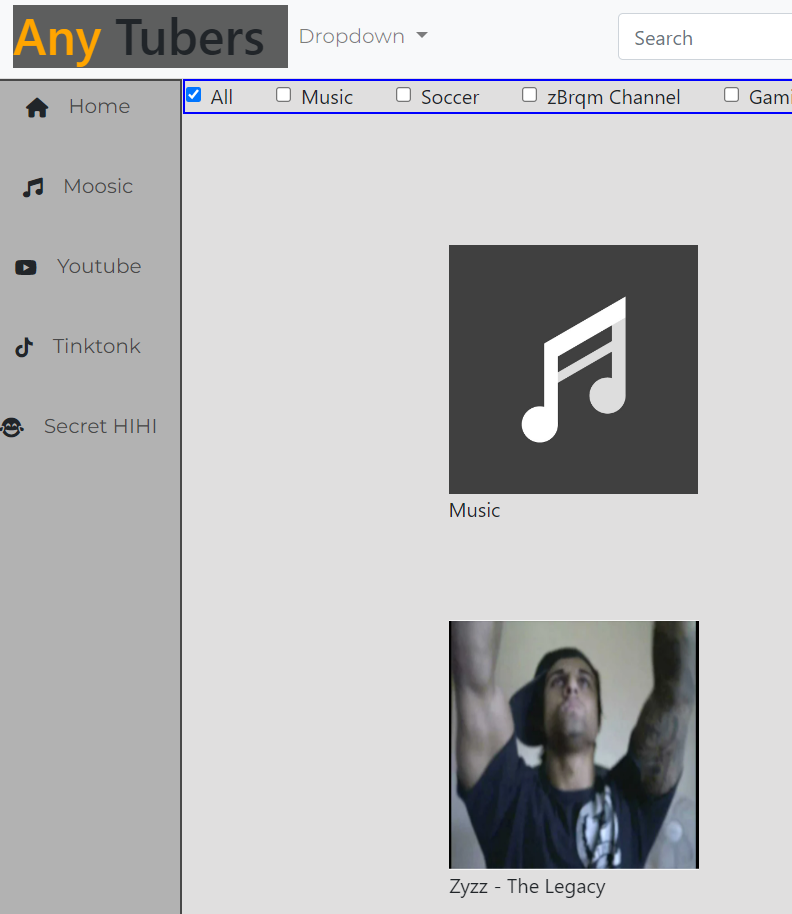 Any Tubers
Dropdown
Search
All
Music
Soccer
zBrqm Channel
Home
Moosic
Youtube
Tinktonk
Secret HIHI
Music
Zyzz - The Legacy